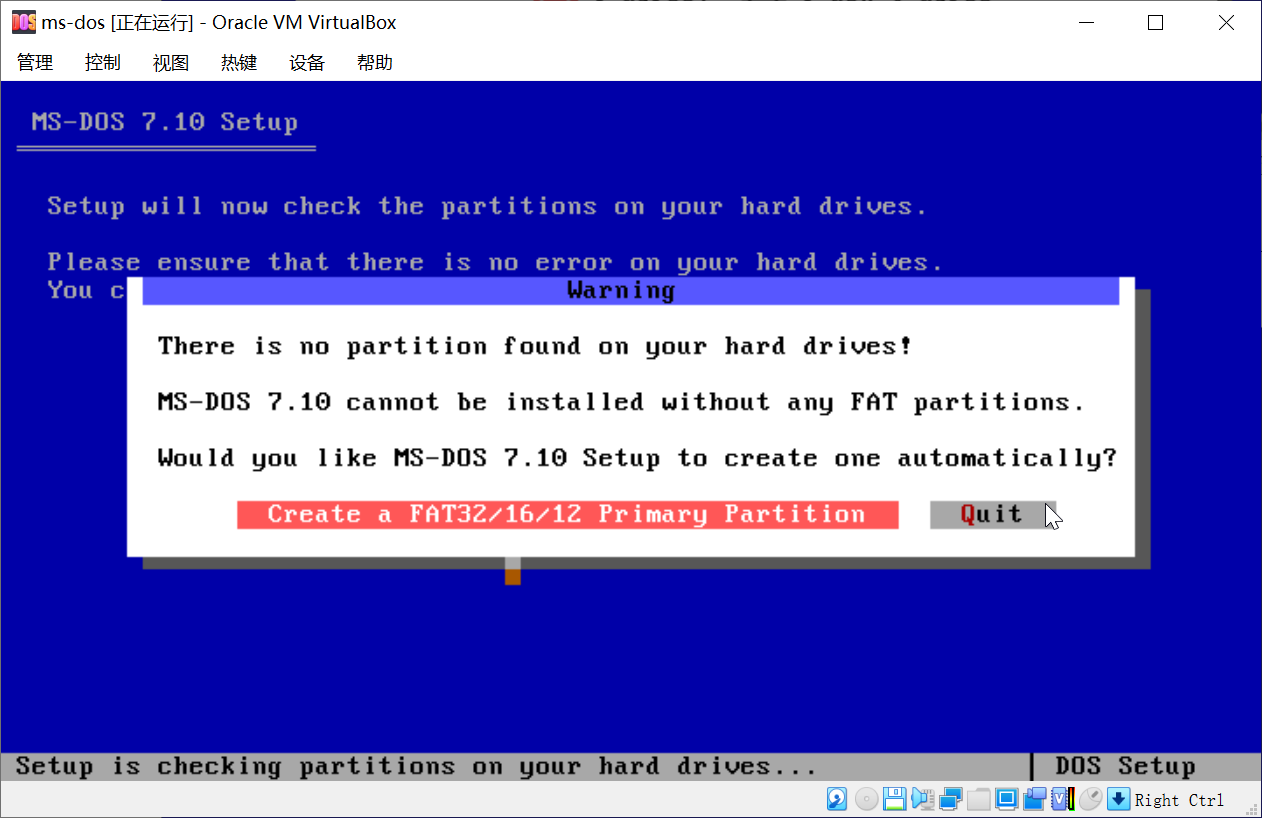 ms-dos [正在运行] - Oracle VM VirtualBox
管理 控制 视图 热键 设备 帮助
MS-DOS 7.10 Setup
Setup will now check the partitions on your hard drives.
Please ensure that there is no error on your hard drives.
You c
Warning
There is no partition found on your hard drives!
MS-DOS 7.10 cannot be installed without any FAT partitions.
Would you like MS-DOS 7.10 Setup to create one automatically?
Create a FAT32/16/12 Primary Partition Quit
Setup is checking partitions on your hard drives... DOS Setup
Right Ctrl